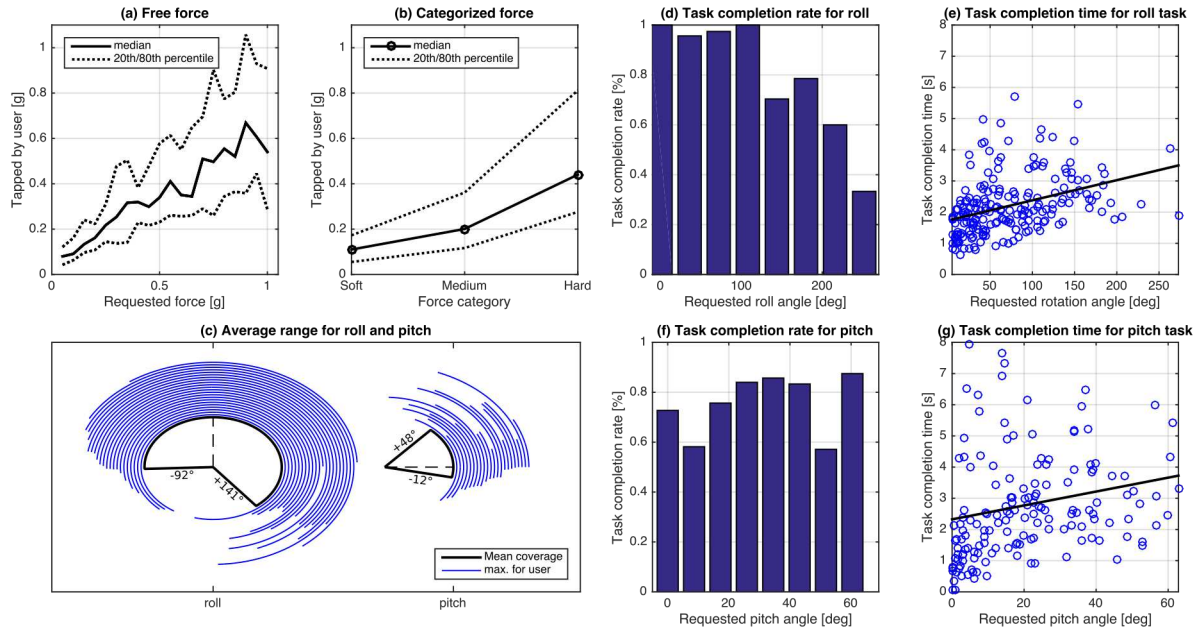 (a) Free force
median
20th/80th percentile
Tapped by user [g]
1
0.8
0.6
0.4
0.2
0
0
0.5
1
Requested force [g]
(b) Categorized force
median
20th/80th percentile
Tapped by user [g]
1
0.8
0.6
0.4
0.2
0
Soft
Medium
Hard
Force category
(d) Task completion rate for roll
Task completion rate [%]
1
0.8
0.6
0.4
0.2
0
0
100
200
Requested roll angle [deg]
(e) Task completion time for roll task
Task completion time [s]
8
7
6
5
4
3
2
1
0
50
100
150
200
250
Requested rotation angle [deg]
(c) Average range for roll and pitch
-92°
+141°
+48°
-12°
Mean coverage
max. for user
roll
pitch
(f) Task completion rate for pitch
Task completion rate [%]
1
0.8
0.6
0.4
0.2
0
0
20
40
60
Requested pitch angle [deg]
(g) Task completion time for pitch task
Task completion time [s]
8
7
6
5
4
3
2
1
0
0
20
40
60
Requested pitch angle [deg]